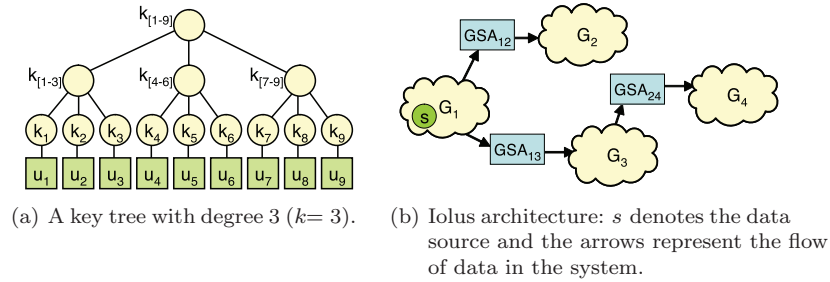 k[1-9]
k[1-3] k[4-6] k[7-9]
k1 k2 k3 k4 k5 k6 k7 k8 k9
u1 u2 u3 u4 u5 u6 u7 u8 u9
(a) A key tree with degree 3 (k= 3).
GSA12 G2
GSA24 G4
G1
s
GSA13 G3
(b) Iolus architecture: s denotes the data
source and the arrows represent the flow
of data in the system.